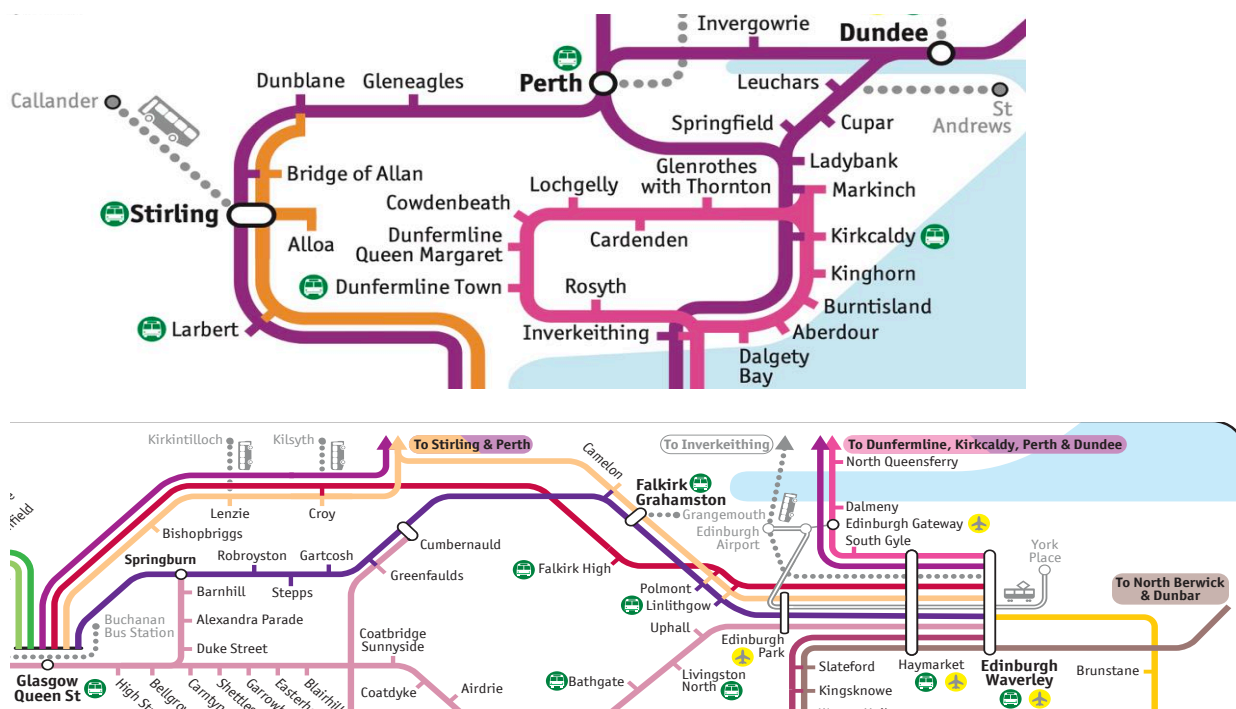 Invergowrie
Dundee
Dunblane
Gleneagles
Perth
Leuchars
Callander
St
Andrews
Springfield
Cupar
Ladybank
Bridge of Allan
Glenrothes
with Thornton
Lochgelly
Markinch
Cowdenbeath
Stirling
Alloa
Dunfermline
Queen Margaret
Cardenden
Kirkcaldy
Kinghorn
Dunfermline Town
Rosyth
Burntisland
Larbert
Inverkeithing
Aberdour
Dalgety
Bay
Kirkintilloch
Kilsyth
To Stirling & Perth
Camelon
To Inverkeithing
To Dunfermline, Kirkcaldy, Perth & Dundee
North Queensferry
Falkirk
Grahamston
Grangemouth
Lenzie
Croy
Dalmeny
Edinburgh
Airport
Edinburgh Gateway
South Gyle
Bishopbriggs
Cumbernauld
York
Place
Springburn
Robroyston
Gartcosh
Greenfaulds
Falkirk High
Barnhill
Stepps
Polmont
Linlithgow
To North Berwick
& Dunbar
Buchanan
Bus Station
Alexandra Parade
Uphall
Coatbridge
Sunnyside
Duke Street
Edinburgh
Park
Haymarket
Edinburgh
Waverley
Slateford
Brunstane
Glasgow
Queen St
Bathgate
Livingston
North
Coatdyke
Airdrie
Kingsknowe